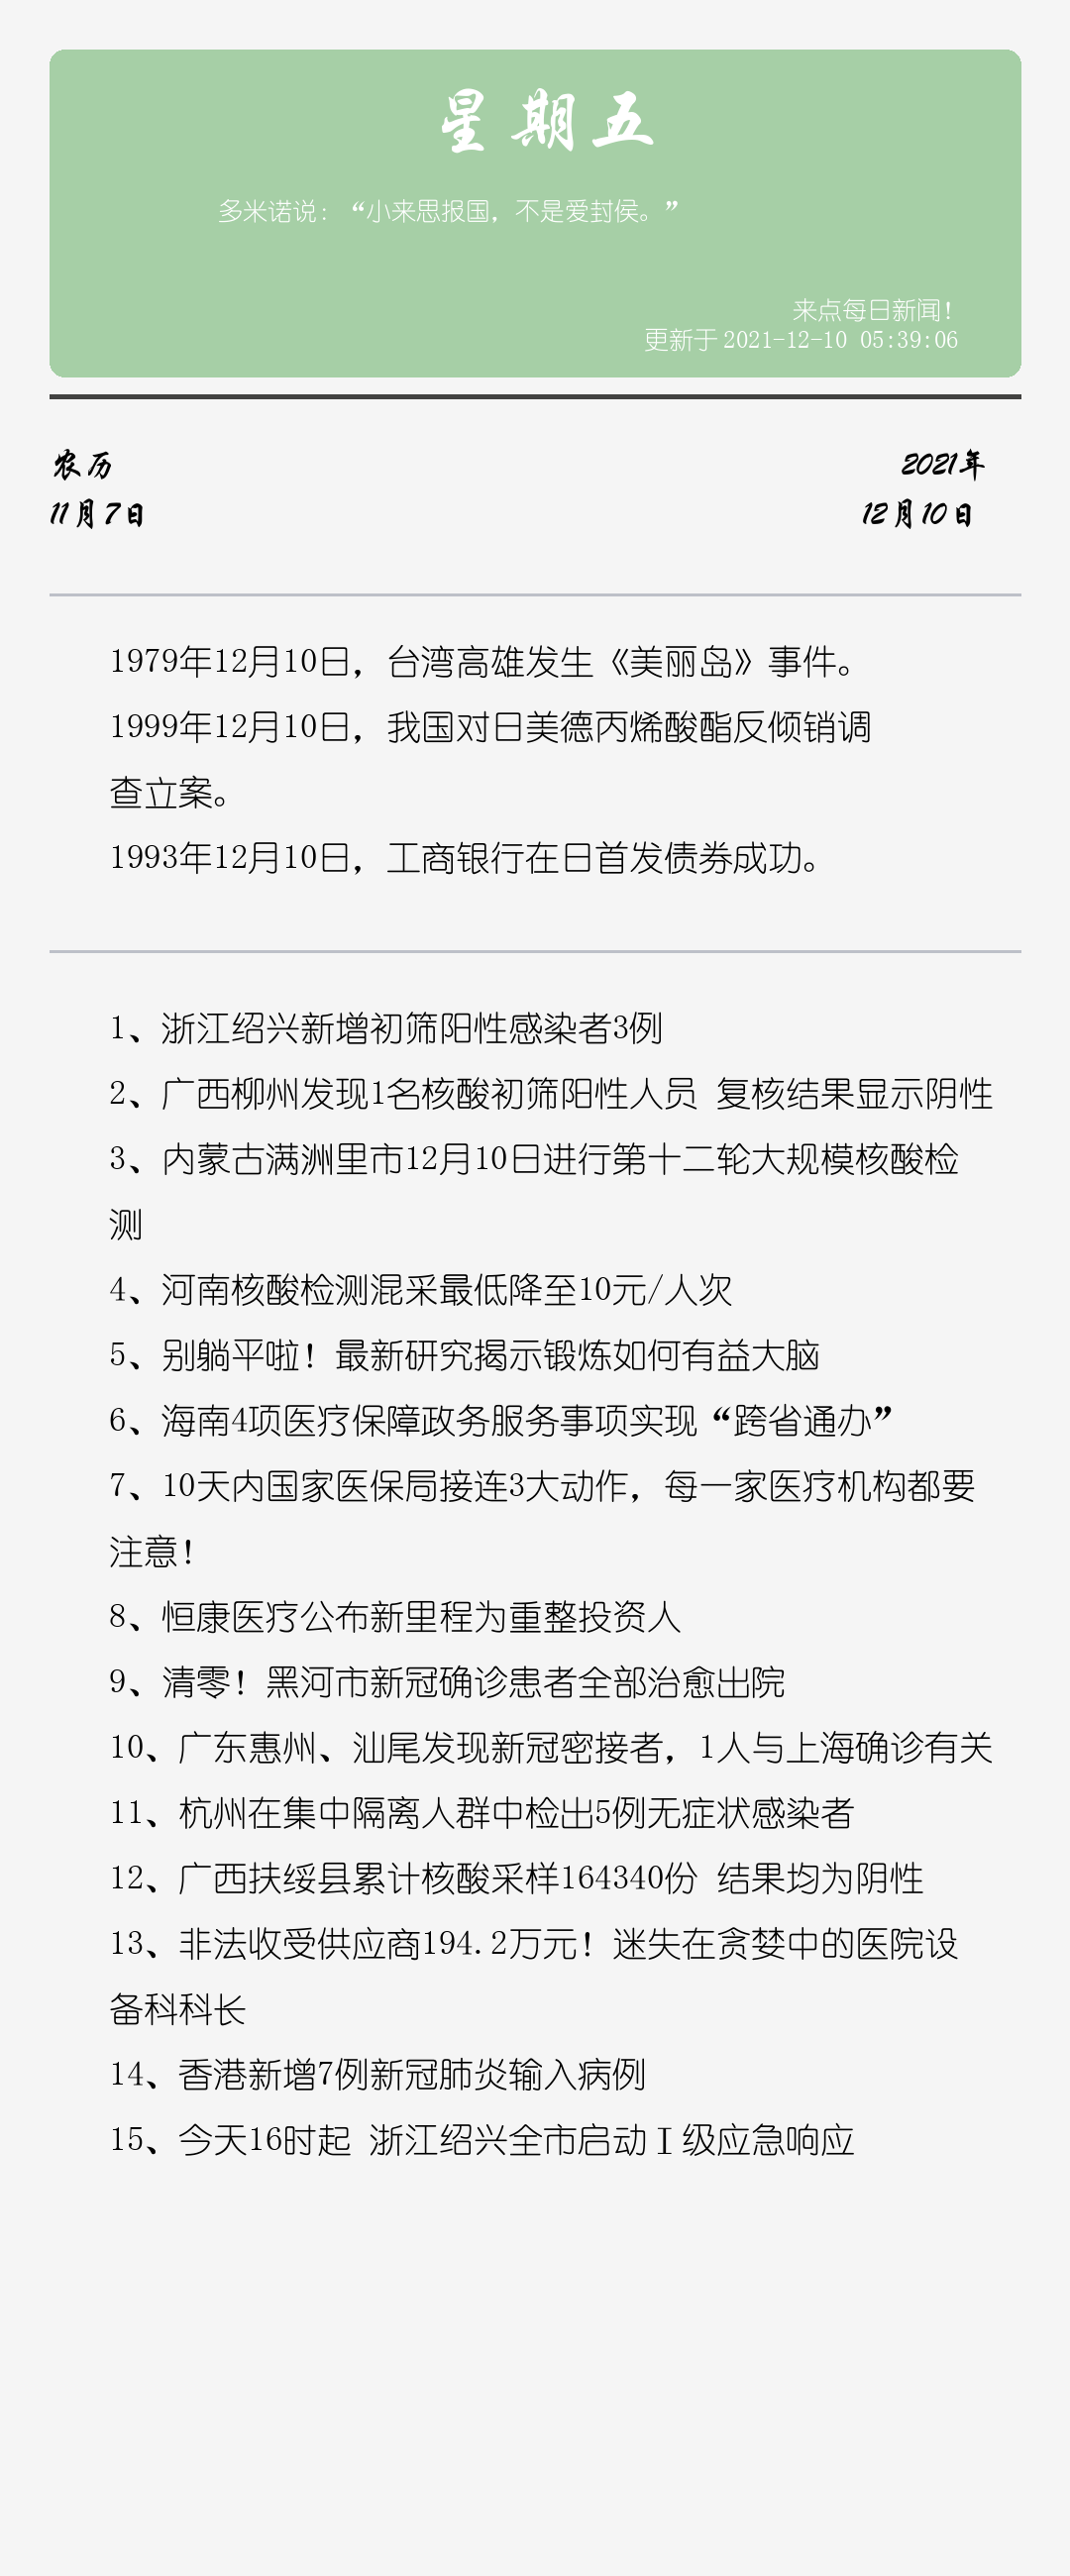 星期五
多米诺说：“小来思报国，不是爱封侯。”
来点每日新闻！
更新于 2021-12-10 05:39:06
农历
2021年
11月7日
12月10日
1979年12月10日，台湾高雄发生《美丽岛》事件。
1999年12月10日，我国对日美德丙烯酸酯反倾销调
查立案。
1993年12月10日，工商银行在日首发债券成功。
1、浙江绍兴新增初筛阳性感染者3例
2、广西柳州发现1名核酸初筛阳性人员 复核结果显示阴性
3、内蒙古满洲里市12月10日进行第十二轮大规模核酸检
测
4、河南核酸检测混采最低降至10元/人次
5、别躺平啦！最新研究揭示锻炼如何有益大脑
6、海南4项医疗保障政务服务事项实现“跨省通办”
7、10天内国家医保局接连3大动作，每一家医疗机构都要
注意！
8、恒康医疗公布新里程为重整投资人
9、清零！黑河市新冠确诊患者全部治愈出院
10、广东惠州、汕尾发现新冠密接者，1人与上海确诊有关
11、杭州在集中隔离人群中检出5例无症状感染者
12、广西扶绥县累计核酸采样164340份 结果均为阴性
13、非法收受供应商194.2万元！迷失在贪婪中的医院设
备科科长
14、香港新增7例新冠肺炎输入病例
15、今天16时起 浙江绍兴全市启动Ⅰ级应急响应